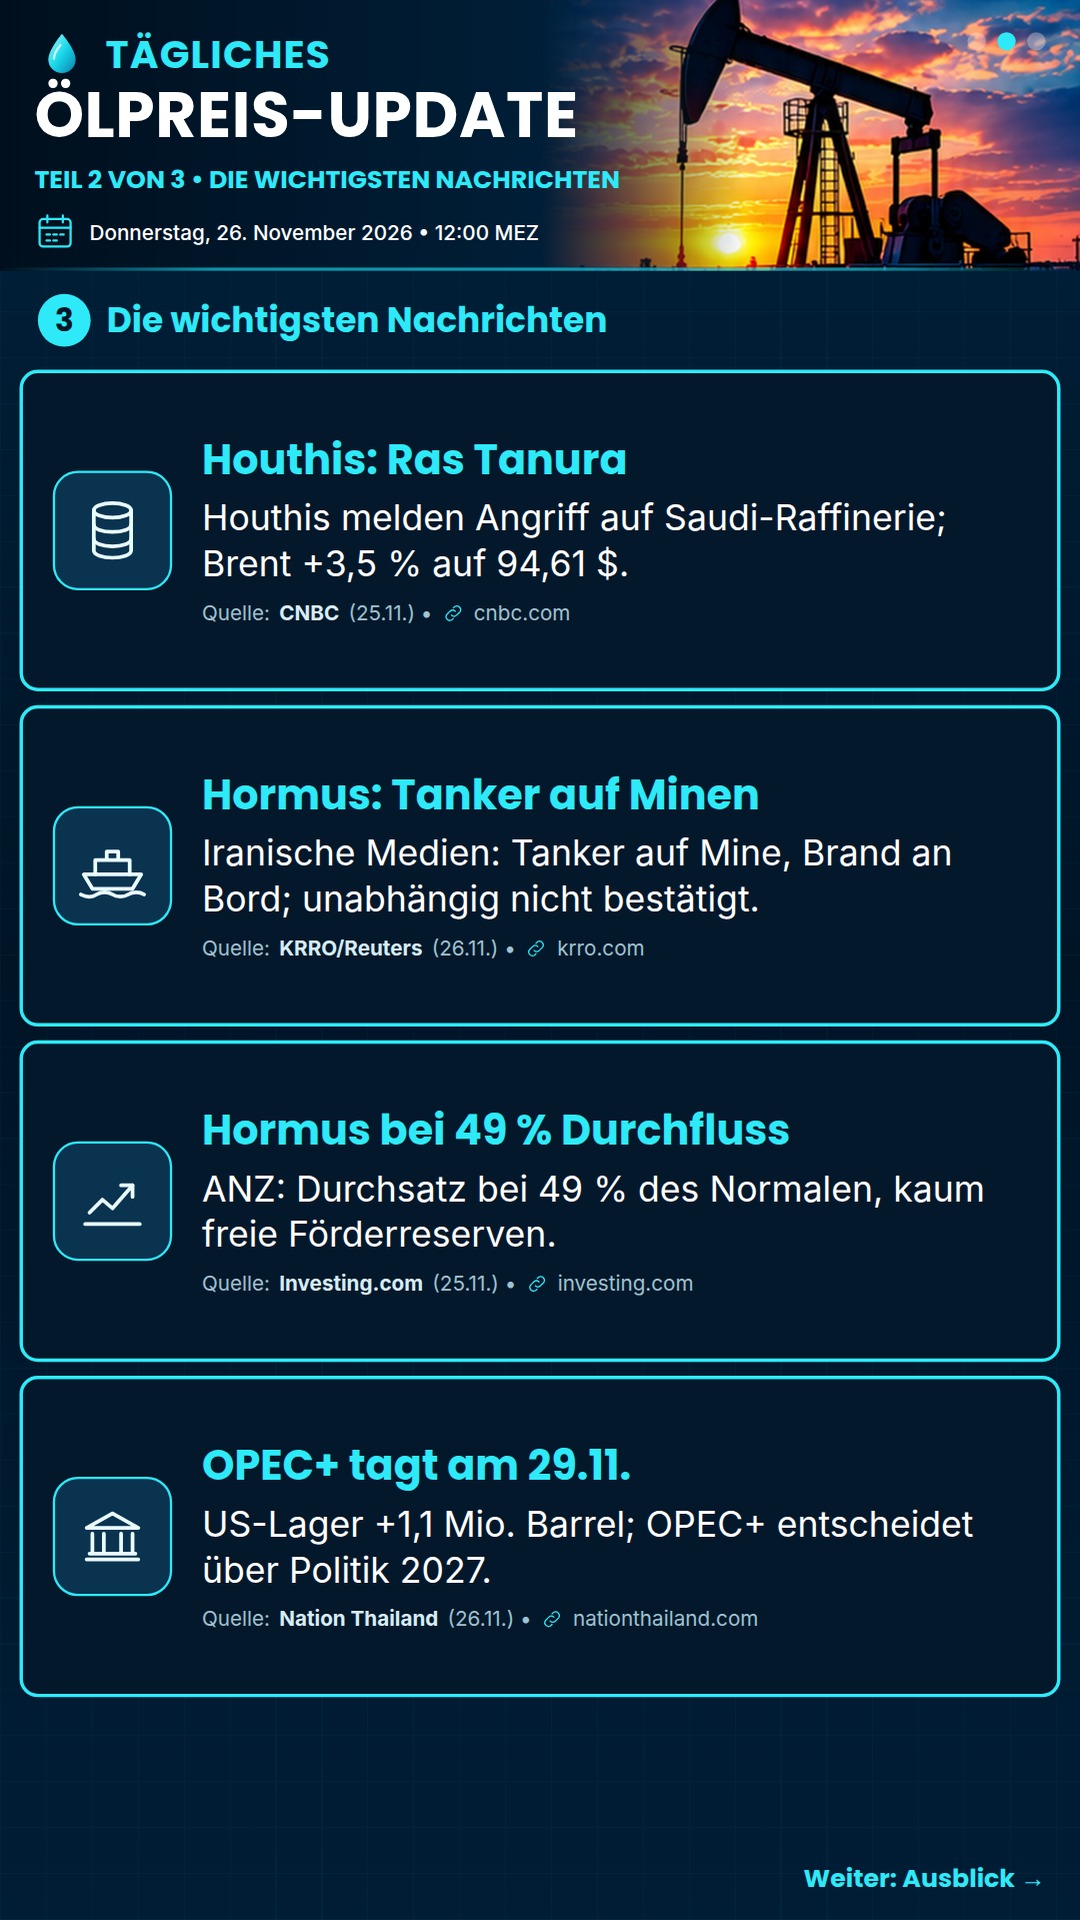 TÄGLICHES
ÖLPREIS-UPDATE
TEIL 2 VON 3 • DIE WICHTIGSTEN NACHRICHTEN
Donnerstag, 26. November 2026 • 12:00 MEZ
3 Die wichtigsten Nachrichten
Houthis: Ras Tanura
Houthis melden Angriff auf Saudi-Raffinerie;
Brent +3,5 % auf 94,61 $.
Quelle: CNBC (25.11.) • cnbc.com
Hormus: Tanker auf Minen
Iranische Medien: Tanker auf Mine, Brand an
Bord; unabhängig nicht bestätigt.
Quelle: KRRO/Reuters (26.11.) • krro.com
Hormus bei 49 % Durchfluss
ANZ: Durchsatz bei 49 % des Normalen, kaum
freie Förderreserven.
Quelle: Investing.com (25.11.) • investing.com
OPEC+ tagt am 29.11.
US-Lager +1,1 Mio. Barrel; OPEC+ entscheidet
über Politik 2027.
Quelle: Nation Thailand (26.11.) • nationthailand.com
Weiter: Ausblick →